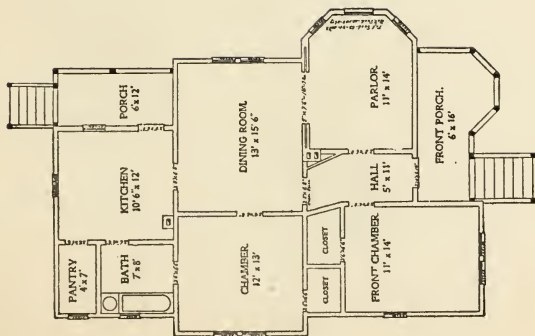 PORCH
6'x 12'
KITCHEN
10'6"x 12'
PANTRY
4'x 7'
BATH
7'x 8'
DINING ROOM.
13' x 15'6"
CHAMBER.
12' x 13'
PARLOR.
11' x 14'
HALL
5' x 11'
CLOSET
CLOSET
FRONT CHAMBER.
11' x 14'
FRONT PORCH.
6' x 16'